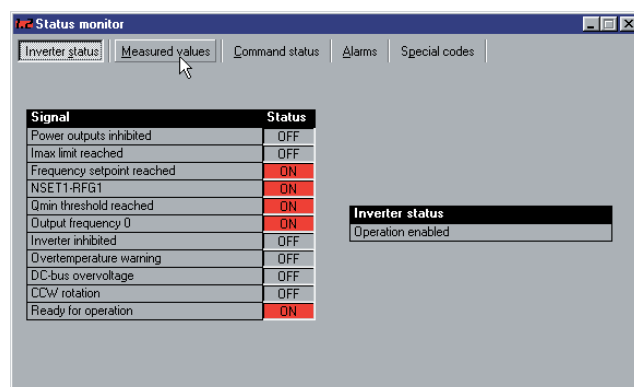 Status monitor
Inverter status Measured values Command status Alarms Special codes
Signal Status
Power outputs inhibited OFF
Imax limit reached OFF
Frequency setpoint reached ON
NSET1-RFG1 ON
Qmin threshold reached ON
Output frequency 0 ON
Inverter inhibited OFF
Overtemperature warning OFF
DC-bus overvoltage OFF
CCW rotation OFF
Ready for operation ON
Inverter status
Operation enabled